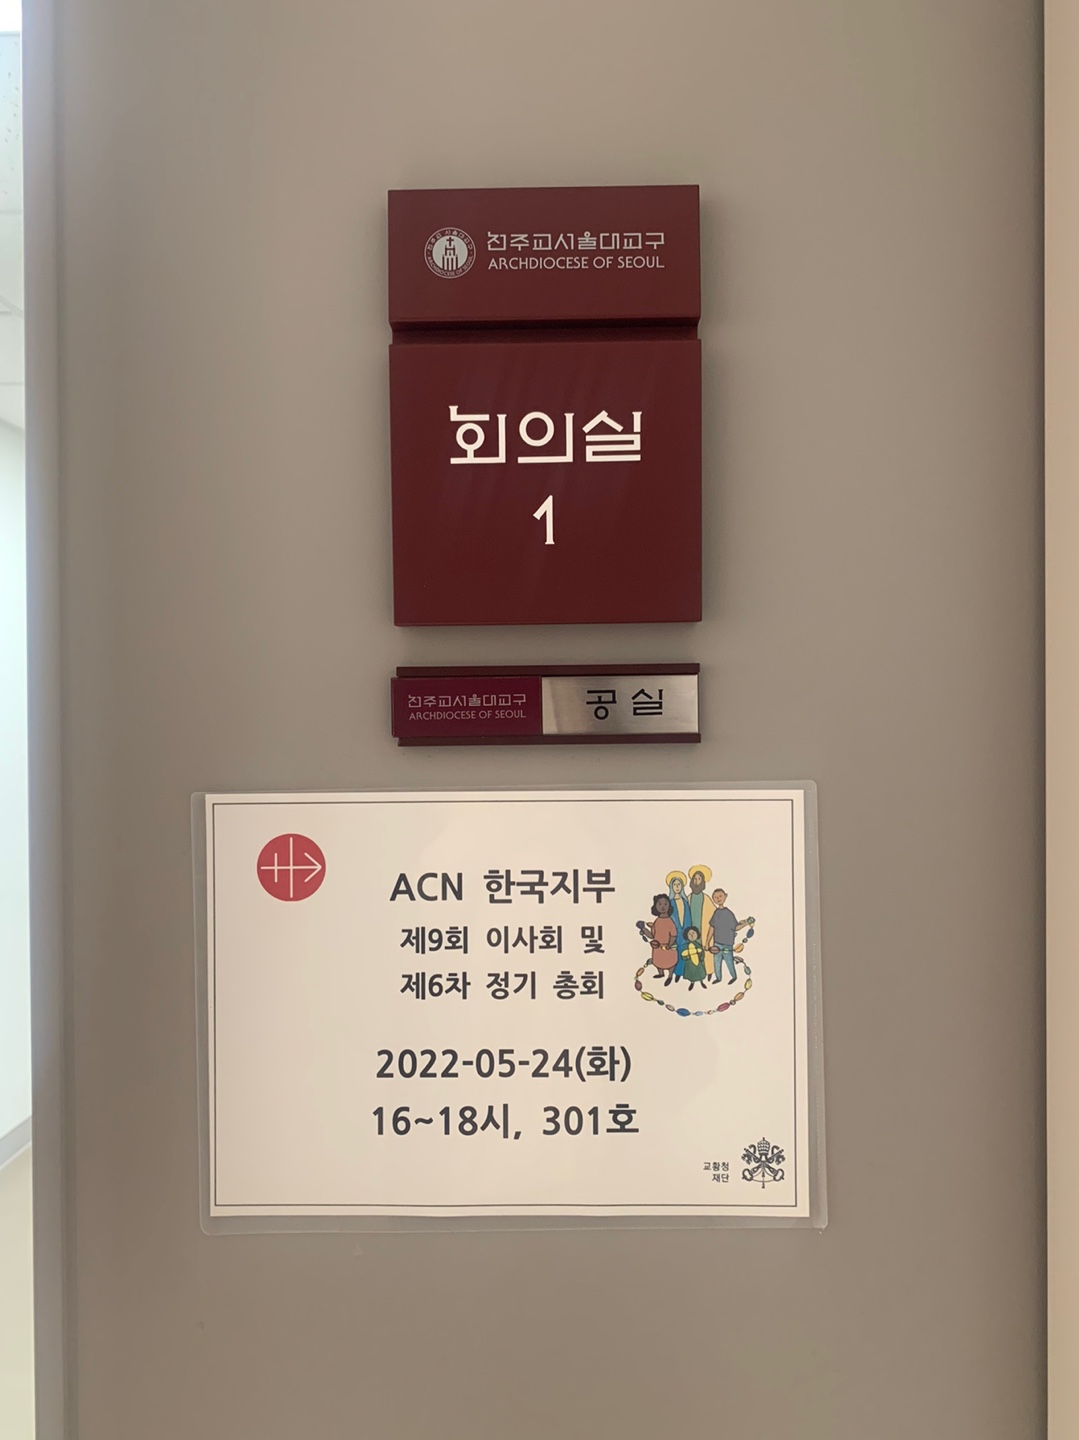 천주교서울대교구
ARCHDIOCESE OF SEOUL
회의실
1
천주교서울대교구
ARCHDIOCESE OF SEOUL
공실
ACN 한국지부
제9회 이사회 및
제6차 정기 총회
2022-05-24(화)
16~18시, 301호
교황청
재단